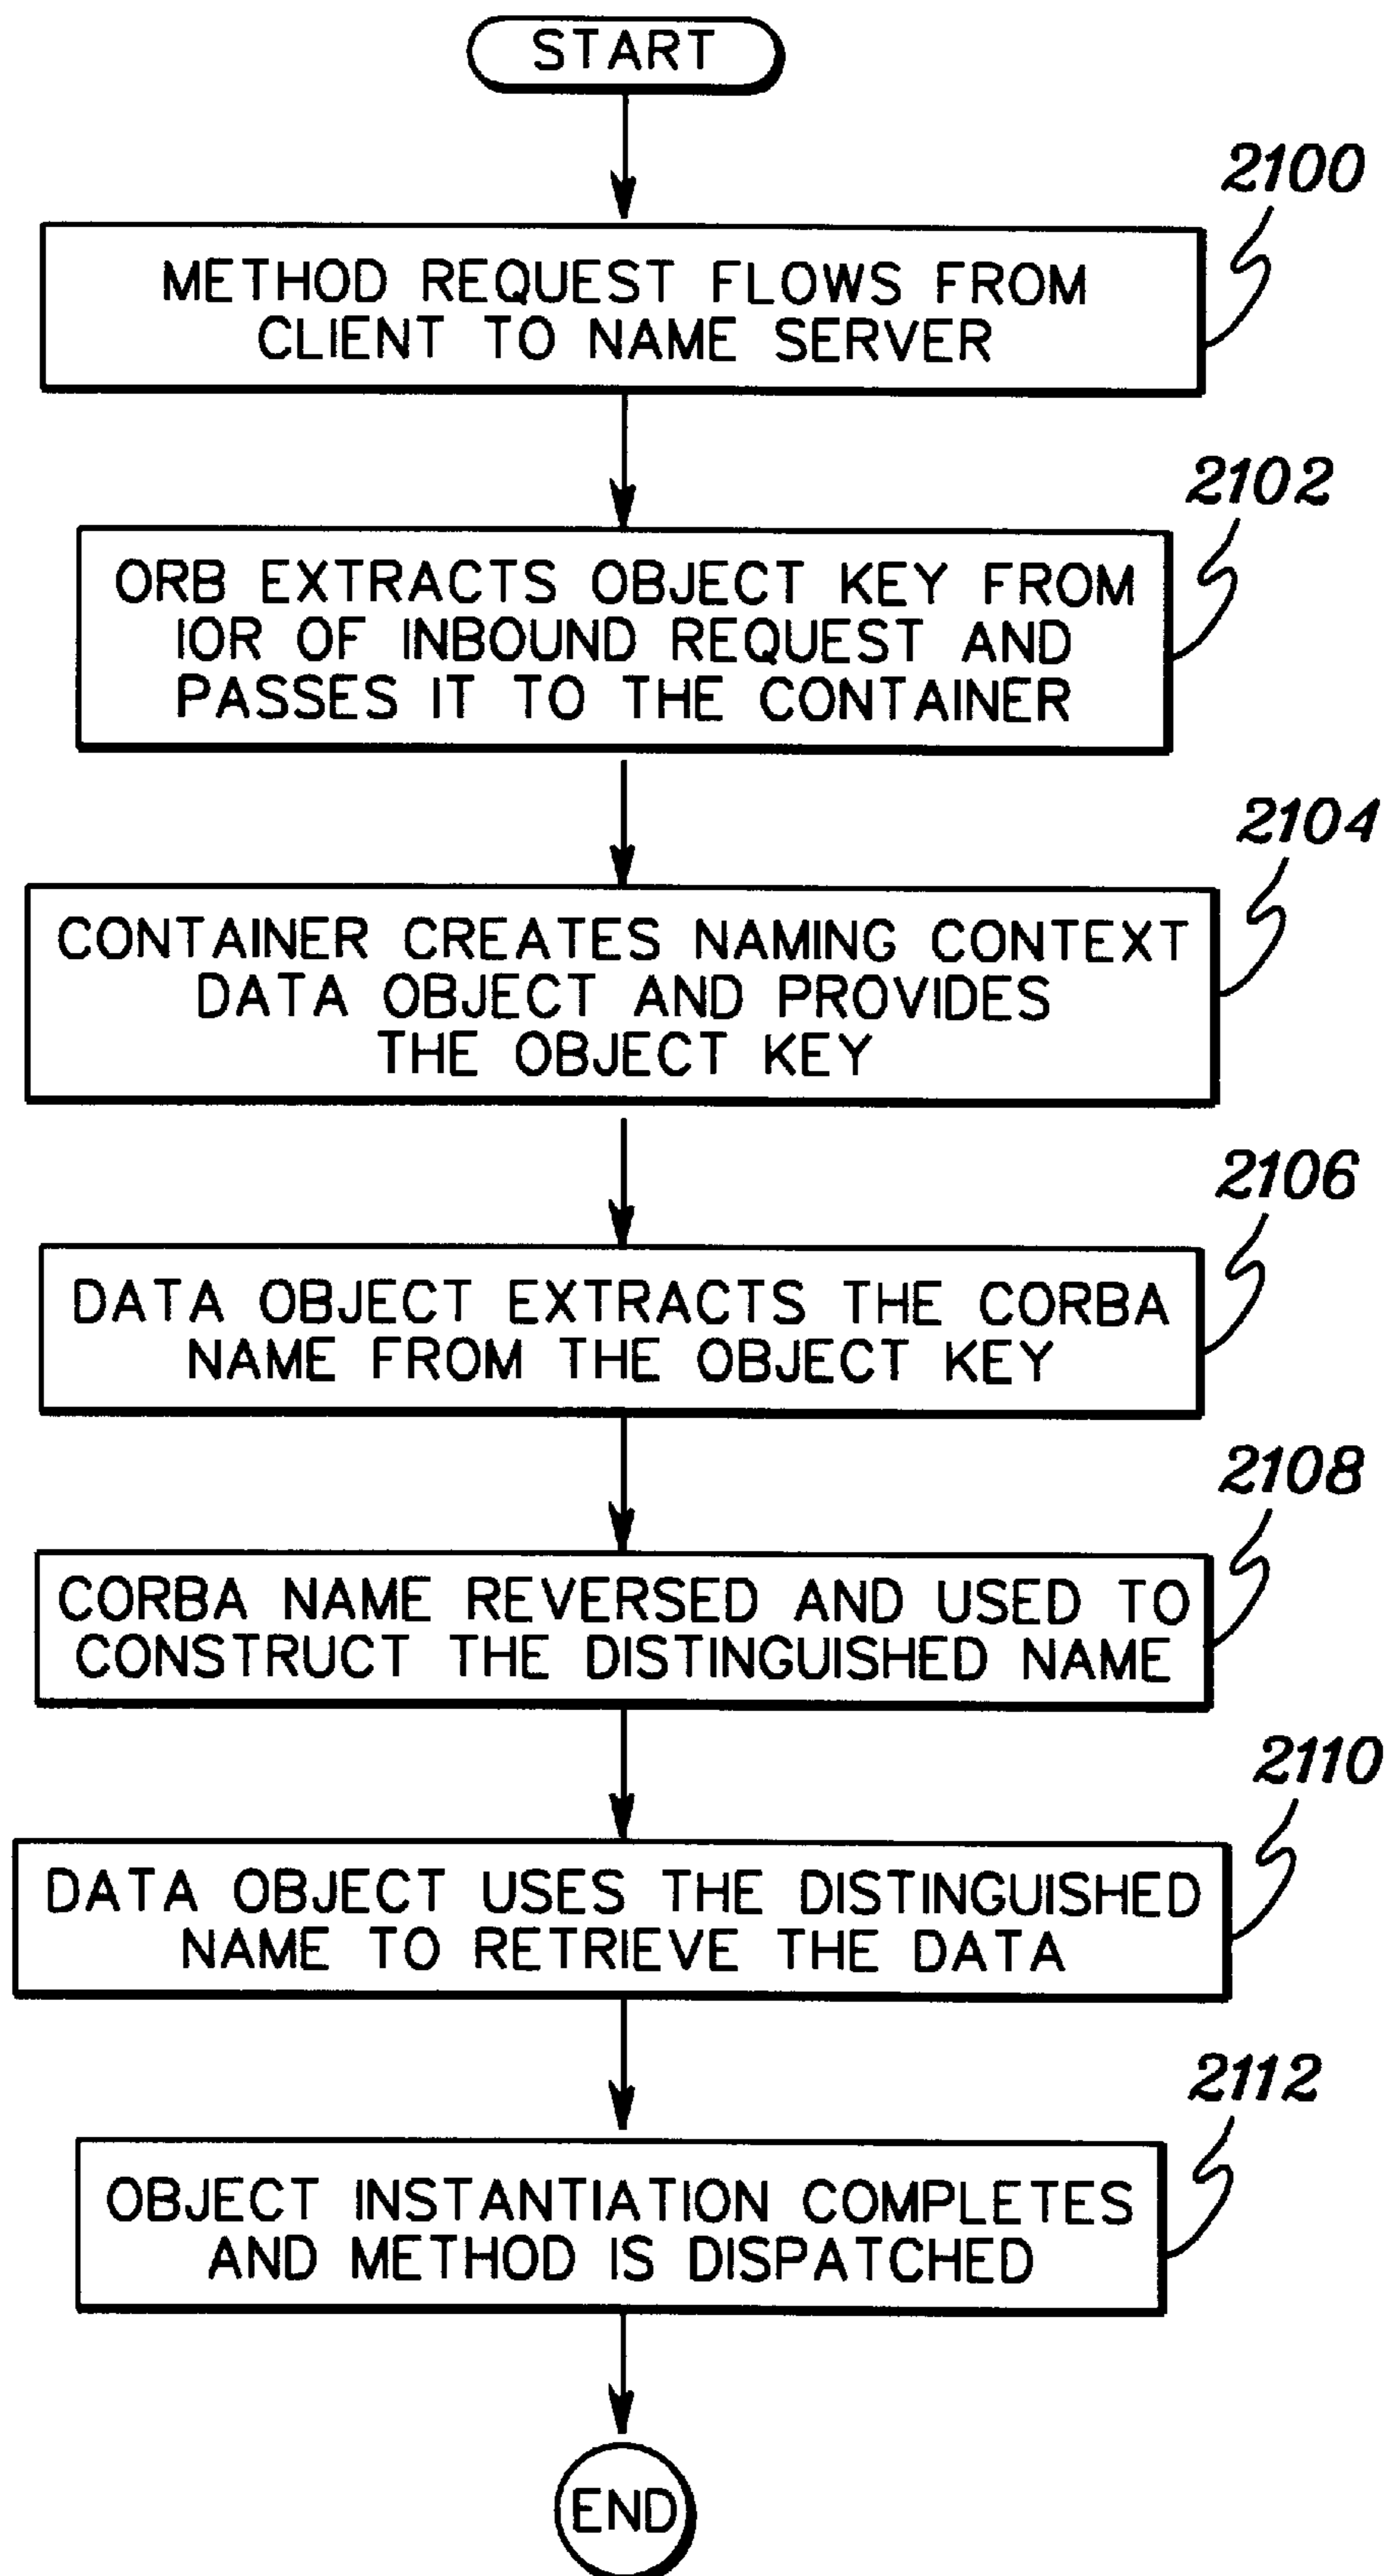 START
2100
METHOD REQUEST FLOWS FROM
CLIENT TO NAME SERVER
2102
ORB EXTRACTS OBJECT KEY FROM
IOR OF INBOUND REQUEST AND
PASSES IT TO THE CONTAINER
2104
CONTAINER CREATES NAMING CONTEXT
DATA OBJECT AND PROVIDES
THE OBJECT KEY
2106
DATA OBJECT EXTRACTS THE CORBA
NAME FROM THE OBJECT KEY
2108
CORBA NAME REVERSED AND USED TO
CONSTRUCT THE DISTINGUISHED NAME
2110
DATA OBJECT USES THE DISTINGUISHED
NAME TO RETRIEVE THE DATA
2112
OBJECT INSTANTIATION COMPLETES
AND METHOD IS DISPATCHED
END